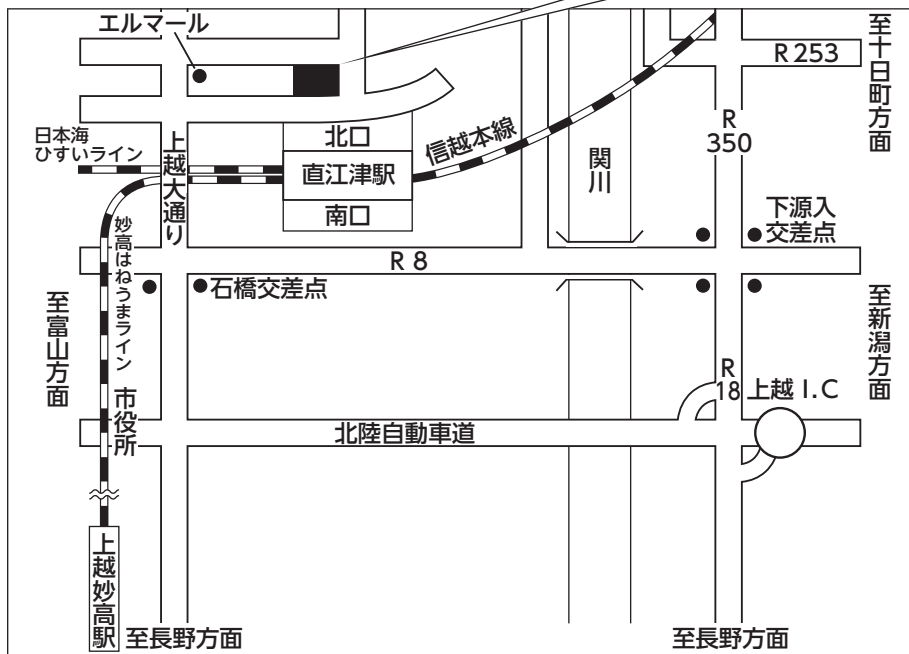 エルマール
至十日町方面
R 253
R
350
日本海
ひすいライン
上越大通り
北口
直江津駅
南口
信越本線
関川
下源入
交差点
妙高はねうまライン
R 8
石橋交差点
至富山方面
至新潟方面
R
18
上越 I.C
市役所
北陸自動車道
上越妙高駅
至長野方面
至長野方面